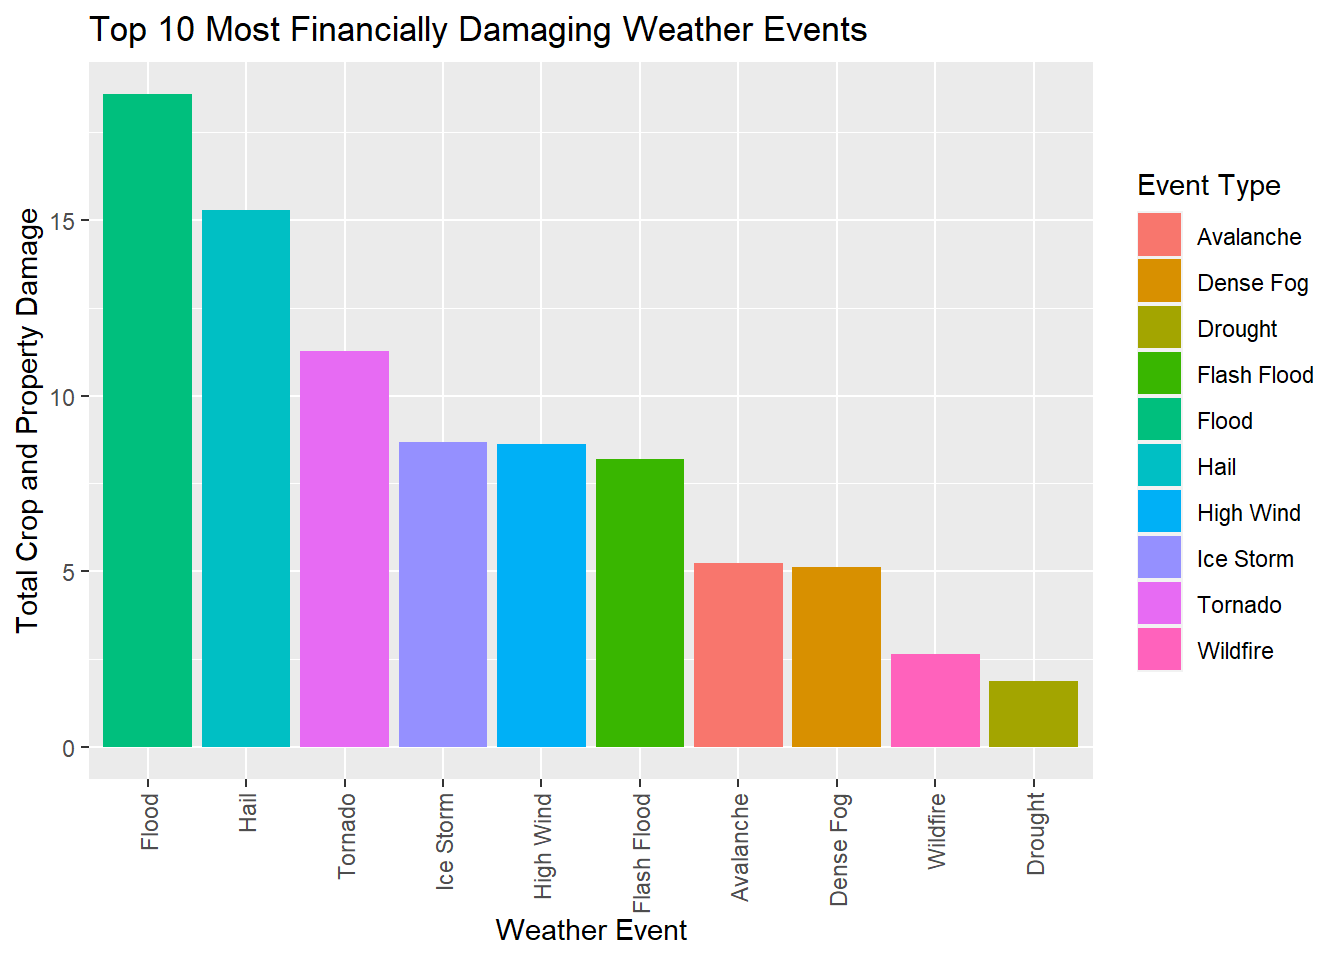 Top 10 Most Financially Damaging Weather Events
Total Crop and Property Damage
15
10
5
0
Flood
Hail
Tornado
Ice Storm
High Wind
Flash Flood
Avalanche
Dense Fog
Wildfire
Drought
Weather Event
Event Type
Avalanche
Dense Fog
Drought
Flash Flood
Flood
Hail
High Wind
Ice Storm
Tornado
Wildfire